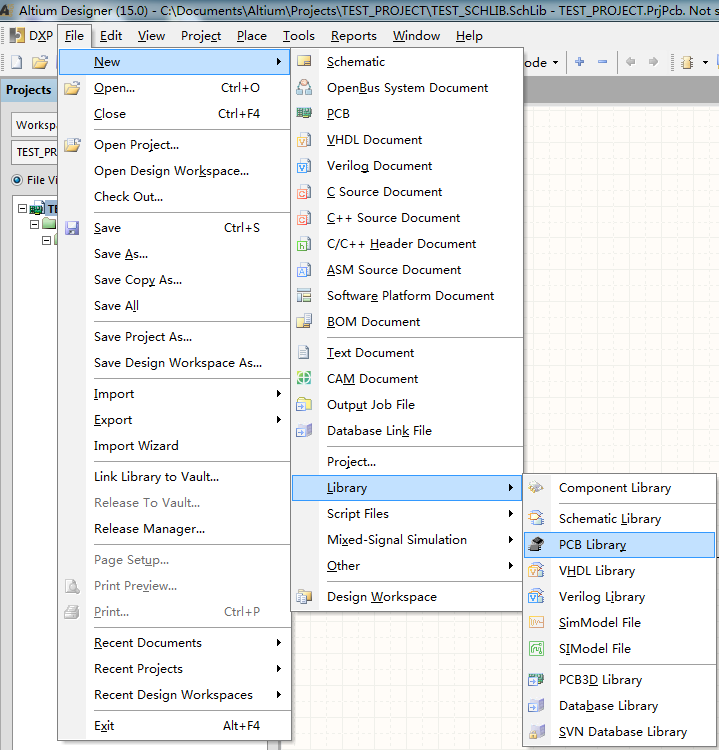 Altium Designer (15.0) - C:\Documents\Altium\Projects\TEST_PROJECT\TEST_SCHLIB.SchLib - TEST_PROJECT.PrjPcb. Not s
DXP File Edit View Project Place Tools Reports Window Help
ode
Projects
Worksp
TEST_PR
File Vi
New
Open... Ctrl+O
Close Ctrl+F4
Open Project...
Open Design Workspace...
Check Out...
Save Ctrl+S
Save As...
Save Copy As...
Save All
Save Project As...
Save Design Workspace As...
Import
Export
Import Wizard
Link Library to Vault...
Release To Vault...
Release Manager...
Page Setup...
Print Preview...
Print... Ctrl+P
Recent Documents
Recent Projects
Recent Design Workspaces
Exit Alt+F4
Schematic
OpenBus System Document
PCB
VHDL Document
Verilog Document
C Source Document
C++ Source Document
C/C++ Header Document
ASM Source Document
Software Platform Document
BOM Document
Text Document
CAM Document
Output Job File
Database Link File
Project...
Library
Script Files
Mixed-Signal Simulation
Other
Design Workspace
Component Library
Schematic Library
PCB Library
VHDL Library
Verilog Library
SimModel File
SIModel File
PCB3D Library
Database Library
SVN Database Library